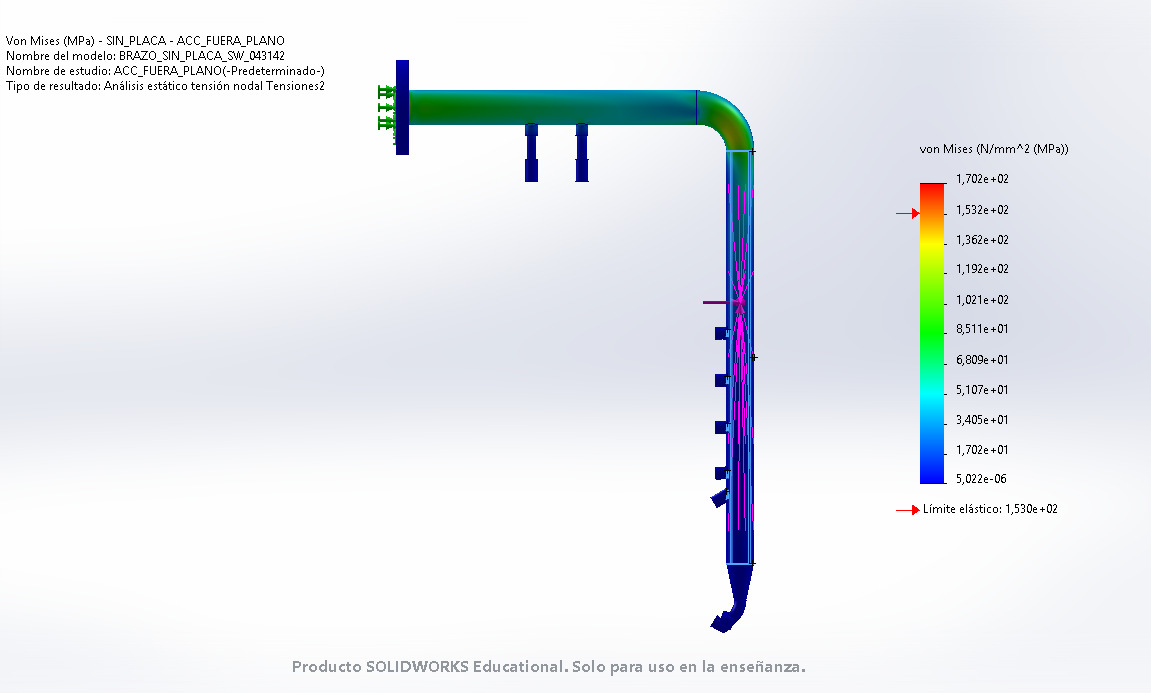 Von Mises (MPa) - SIN_PLACA - ACC_FUERA_PLANO
Nombre del modelo: BRAZO_SIN_PLACA_SW_043142
Nombre de estudio: ACC_FUERA_PLANO(-Predeterminado-)
Tipo de resultado: Análisis estático tensión nodal Tensiones2
von Mises (N/mm^2 (MPa))
1,702e+02
1,532e+02
1,362e+02
1,192e+02
1,021e+02
8,511e+01
6,809e+01
5,107e+01
3,405e+01
1,702e+01
5,022e-06
Límite elástico: 1,530e+02
Producto SOLIDWORKS Educational. Solo para uso en la enseñanza.